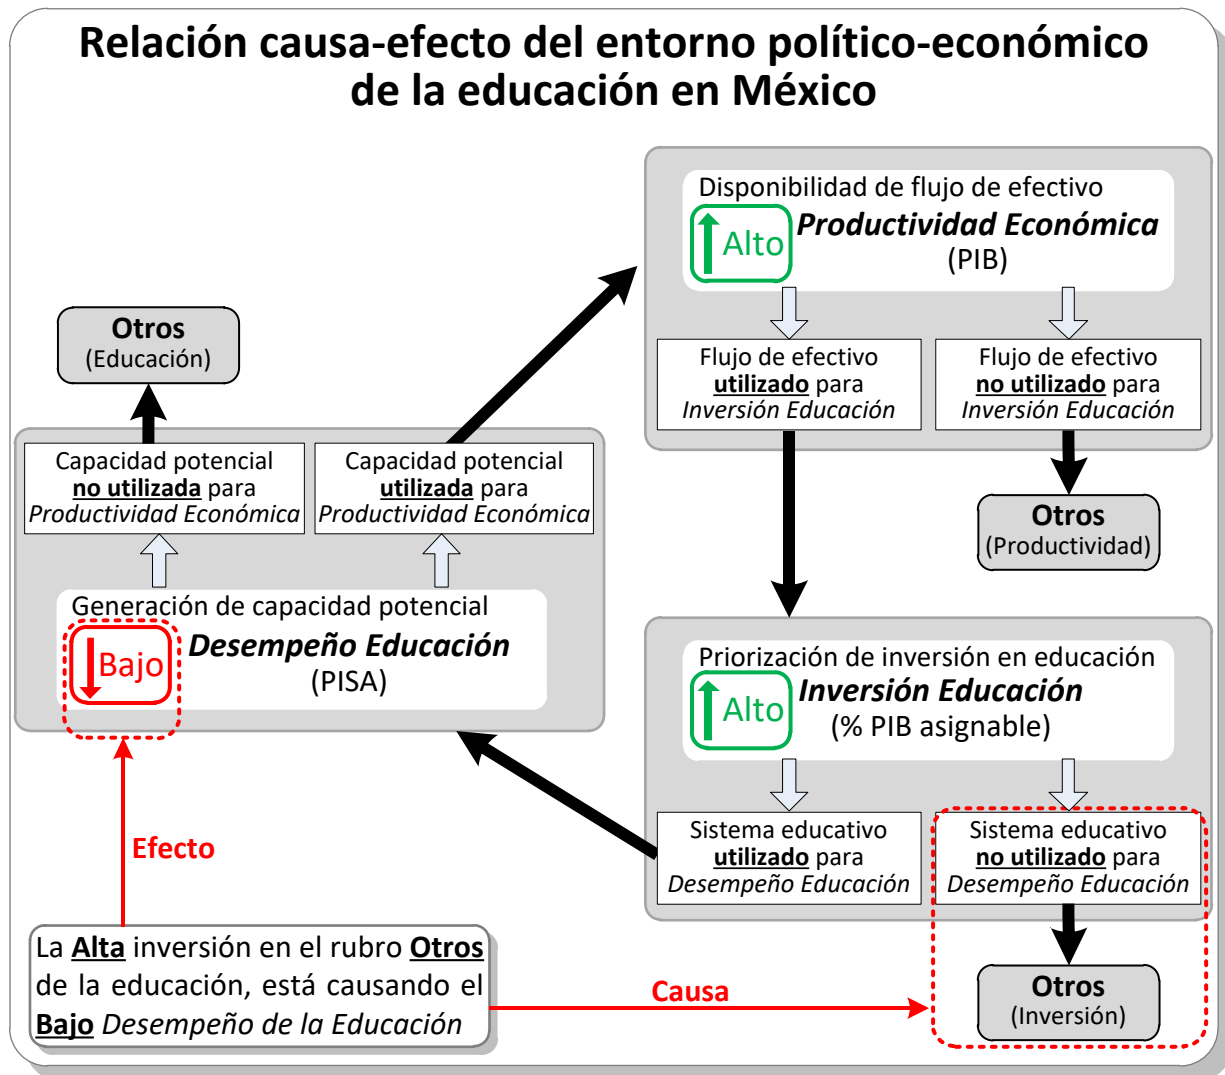 Relación causa-efecto del entorno político-económico
de la educación en México
Disponibilidad de flujo de efectivo
Alto
Productividad Económica
(PIB)
Flujo de efectivo
utilizado para
Inversión Educación
Flujo de efectivo
no utilizado para
Inversión Educación
Otros
(Productividad)
Otros
(Educación)
Capacidad potencial
no utilizada para
Productividad Económica
Capacidad potencial
utilizada para
Productividad Económica
Generación de capacidad potencial
Bajo
Desempeño Educación
(PISA)
Priorización de inversión en educación
Alto
Inversión Educación
(% PIB asignable)
Sistema educativo
utilizado para
Desempeño Educación
Sistema educativo
no utilizado para
Desempeño Educación
Otros
(Inversión)
Efecto
Causa
La Alta inversión en el rubro Otros
de la educación, está causando el
Bajo Desempeño de la Educación